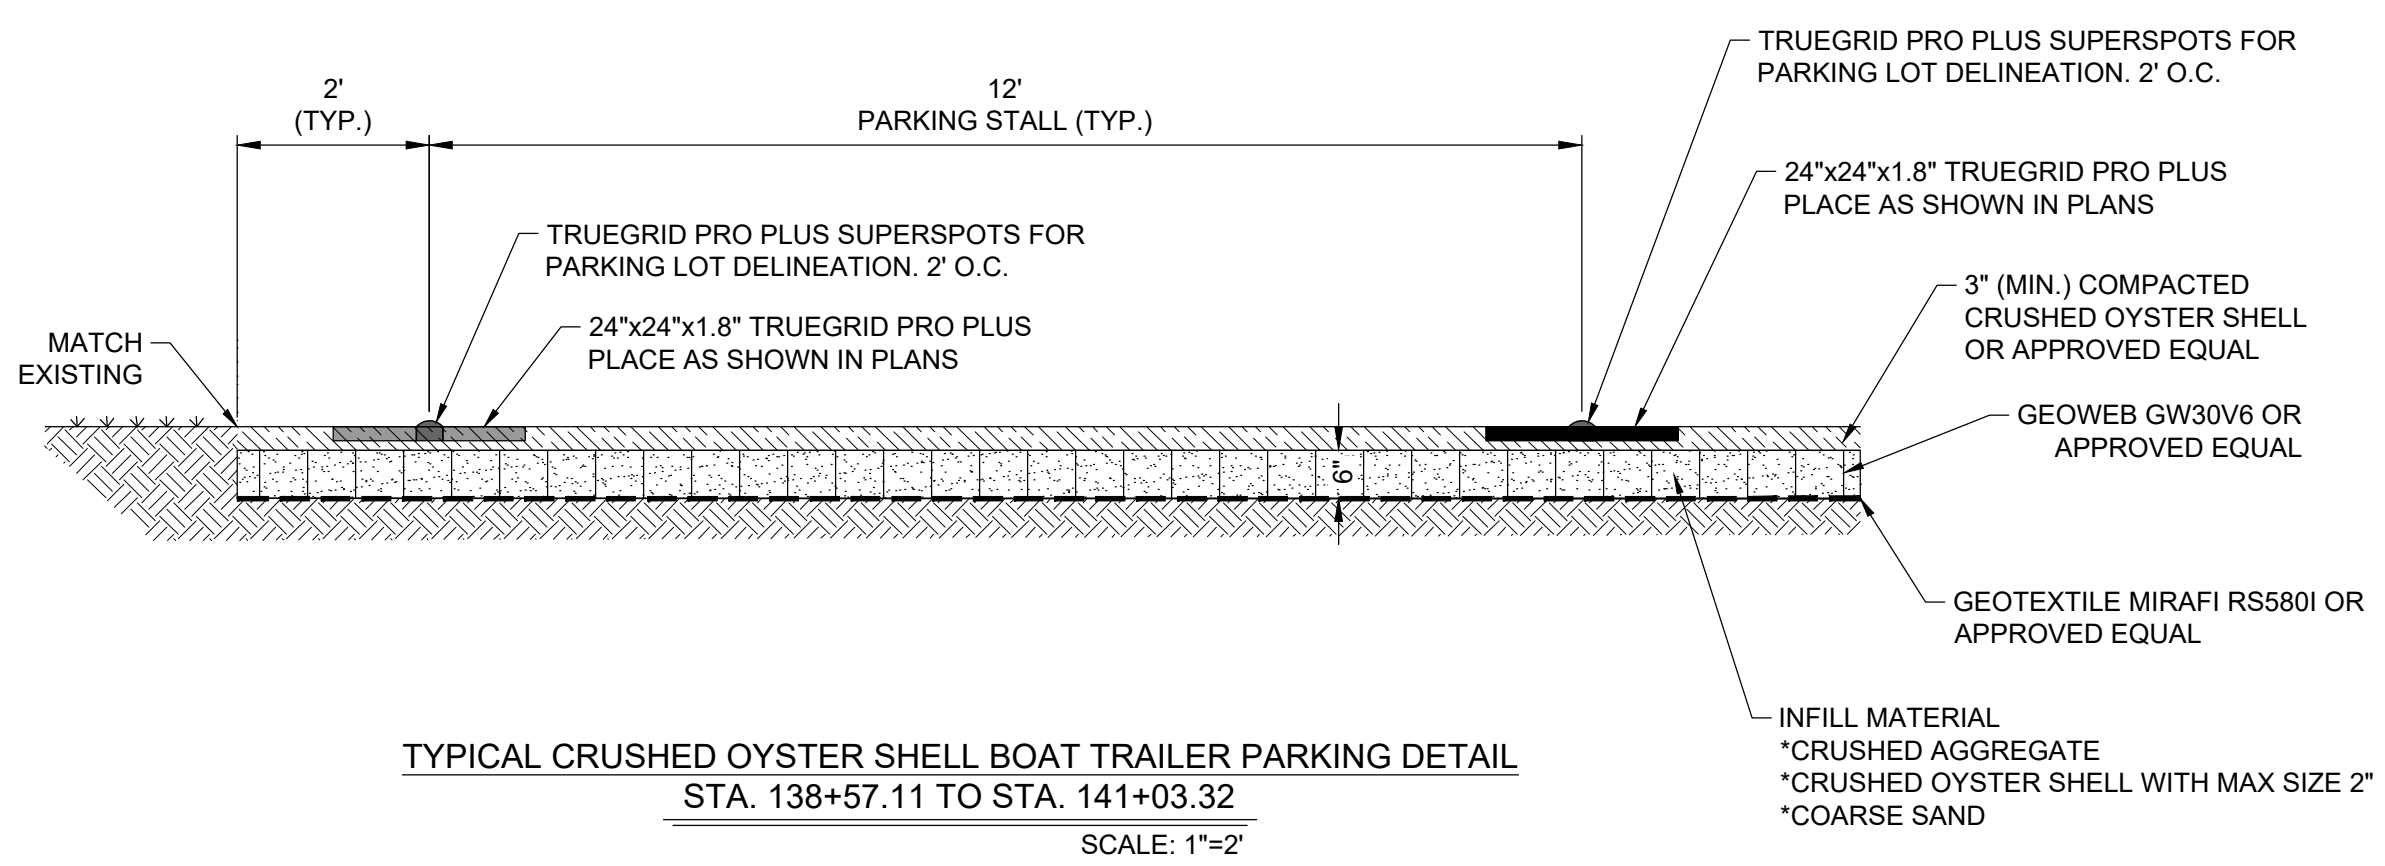 TRUEGRID PRO PLUS SUPERSPOTS FOR
PARKING LOT DELINEATION. 2' O.C.
2'
(TYP.)
12'
PARKING STALL (TYP.)
24"x24"x1.8" TRUEGRID PRO PLUS
PLACE AS SHOWN IN PLANS
TRUEGRID PRO PLUS SUPERSPOTS FOR
PARKING LOT DELINEATION. 2' O.C.
3" (MIN.) COMPACTED
CRUSHED OYSTER SHELL
OR APPROVED EQUAL
24"x24"x1.8" TRUEGRID PRO PLUS
PLACE AS SHOWN IN PLANS
MATCH
EXISTING
GEOWEB GW30V6 OR
APPROVED EQUAL
6"
GEOTEXTILE MIRAFI RS580I OR
APPROVED EQUAL
INFILL MATERIAL
*CRUSHED AGGREGATE
*CRUSHED OYSTER SHELL WITH MAX SIZE 2"
*COARSE SAND
TYPICAL CRUSHED OYSTER SHELL BOAT TRAILER PARKING DETAIL
STA. 138+57.11 TO STA. 141+03.32
SCALE: 1"=2'